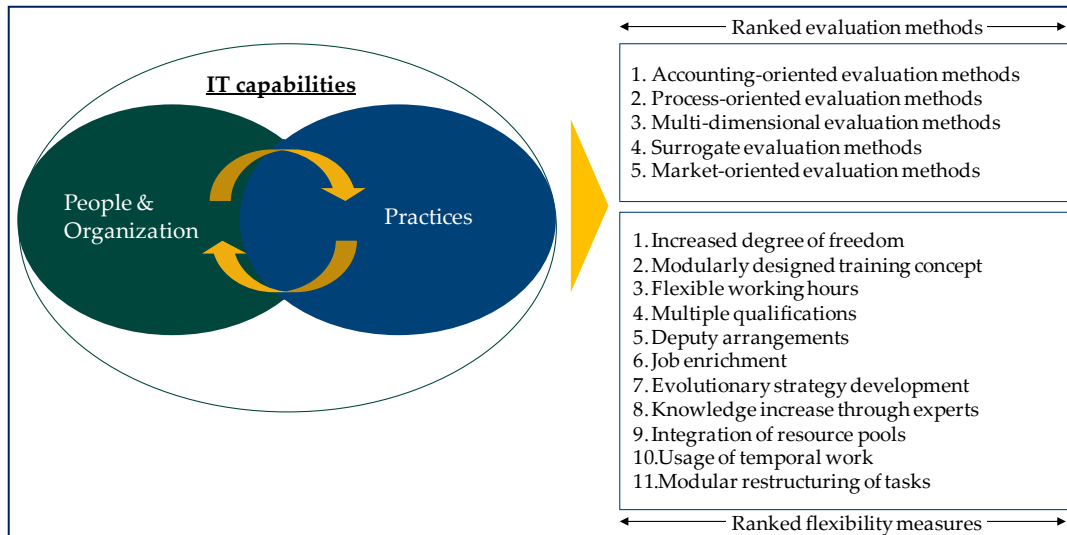 IT capabilities
People &
Organization
Practices
Ranked evaluation methods
1. Accounting-oriented evaluation methods
2. Process-oriented evaluation methods
3. Multi-dimensional evaluation methods
4. Surrogate evaluation methods
5. Market-oriented evaluation methods
1. Increased degree of freedom
2. Modularly designed training concept
3. Flexible working hours
4. Multiple qualifications
5. Deputy arrangements
6. Job enrichment
7. Evolutionary strategy development
8. Knowledge increase through experts
9. Integration of resource pools
10.Usage of temporal work
11.Modular restructuring of tasks
Ranked flexibility measures